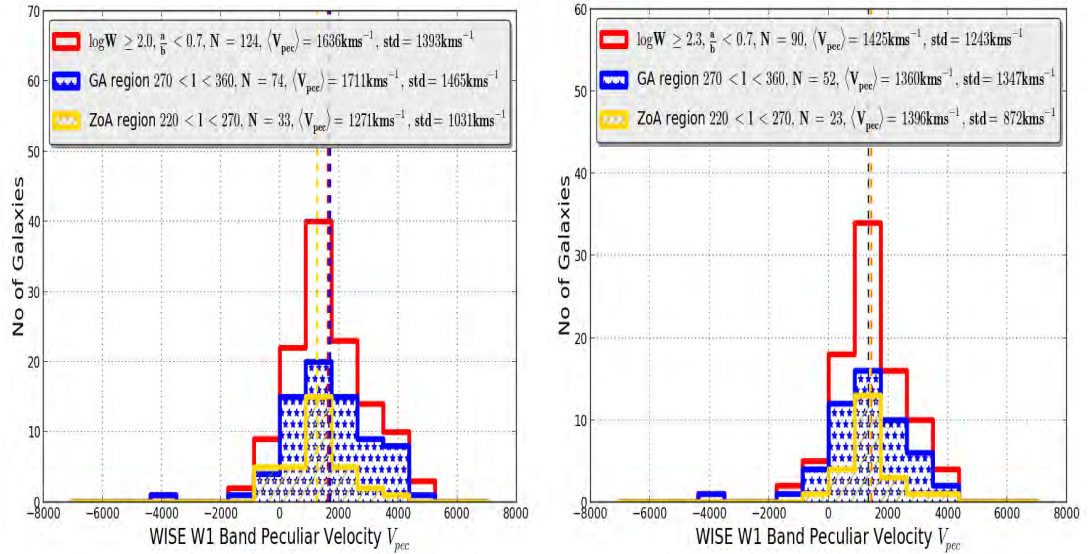 70
60
50
40
30
20
10
0
No of Galaxies
logW ≥ 2.0, a/b < 0.7, N = 124, ⟨V_pec⟩ = 1636kms⁻¹, std = 1393kms⁻¹
GA region 270 < l < 360, N = 74, ⟨V_pec⟩ = 1711kms⁻¹, std = 1465kms⁻¹
ZoA region 220 < l < 270, N = 33, ⟨V_pec⟩ = 1271kms⁻¹, std = 1031kms⁻¹
−8000 −6000 −4000 −2000 0 2000 4000 6000 8000
WISE W1 Band Peculiar Velocity V_pec
60
50
40
30
20
10
0
No of Galaxies
logW ≥ 2.3, a/b < 0.7, N = 90, ⟨V_pec⟩ = 1425kms⁻¹, std = 1243kms⁻¹
GA region 270 < l < 360, N = 52, ⟨V_pec⟩ = 1360kms⁻¹, std = 1347kms⁻¹
ZoA region 220 < l < 270, N = 23, ⟨V_pec⟩ = 1396kms⁻¹, std = 872kms⁻¹
−8000 −6000 −4000 −2000 0 2000 4000 6000 8000
WISE W1 Band Peculiar Velocity V_pec